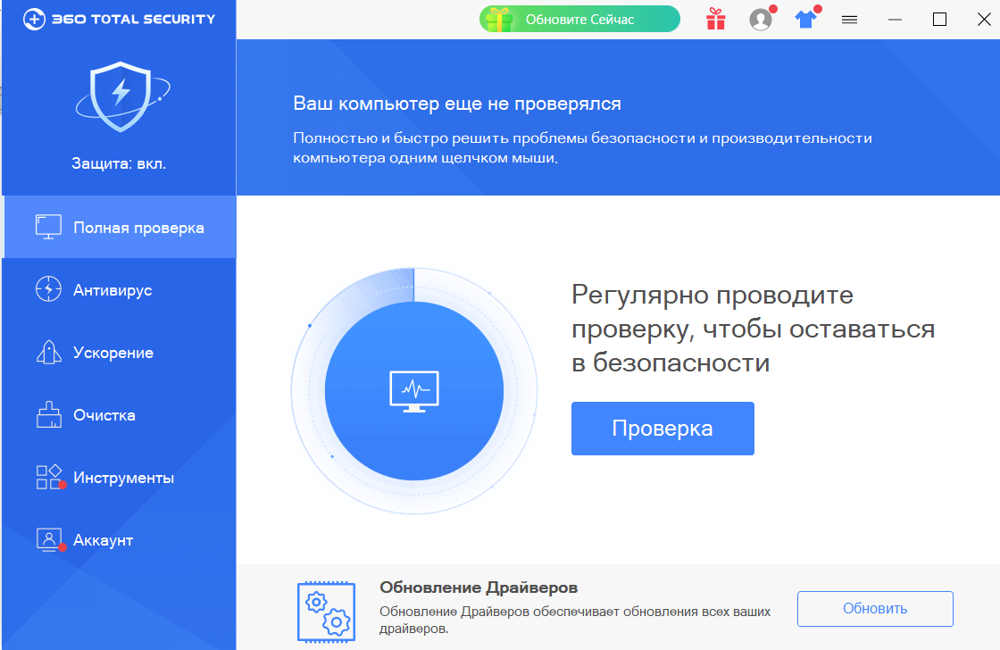 360 TOTAL SECURITY
Обновите Сейчас
Защита: вкл.
Полная проверка
Антивирус
Ускорение
Очистка
Инструменты
Аккаунт
Ваш компьютер еще не проверялся
Полностью и быстро решить проблемы безопасности и производительности
компьютера одним щелчком мыши.
Регулярно проводите
проверку, чтобы оставаться
в безопасности
Проверка
Обновление Драйверов
Обновление Драйверов обеспечивает обновления всех ваших
драйверов.
Обновить